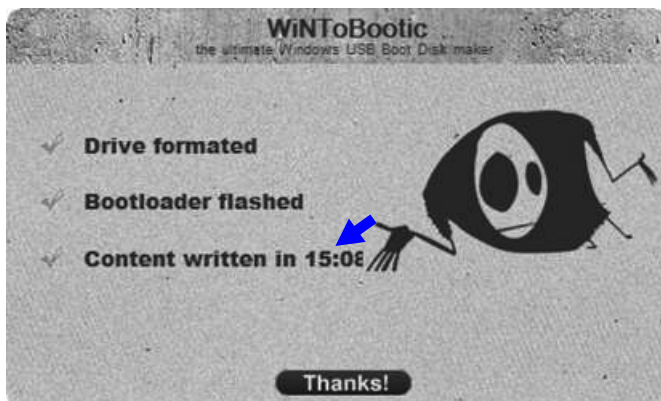 WiNToBootic
the ultimate Windows USB Boot Disk maker
Drive formated
Bootloader flashed
Content written in 15:08
Thanks!